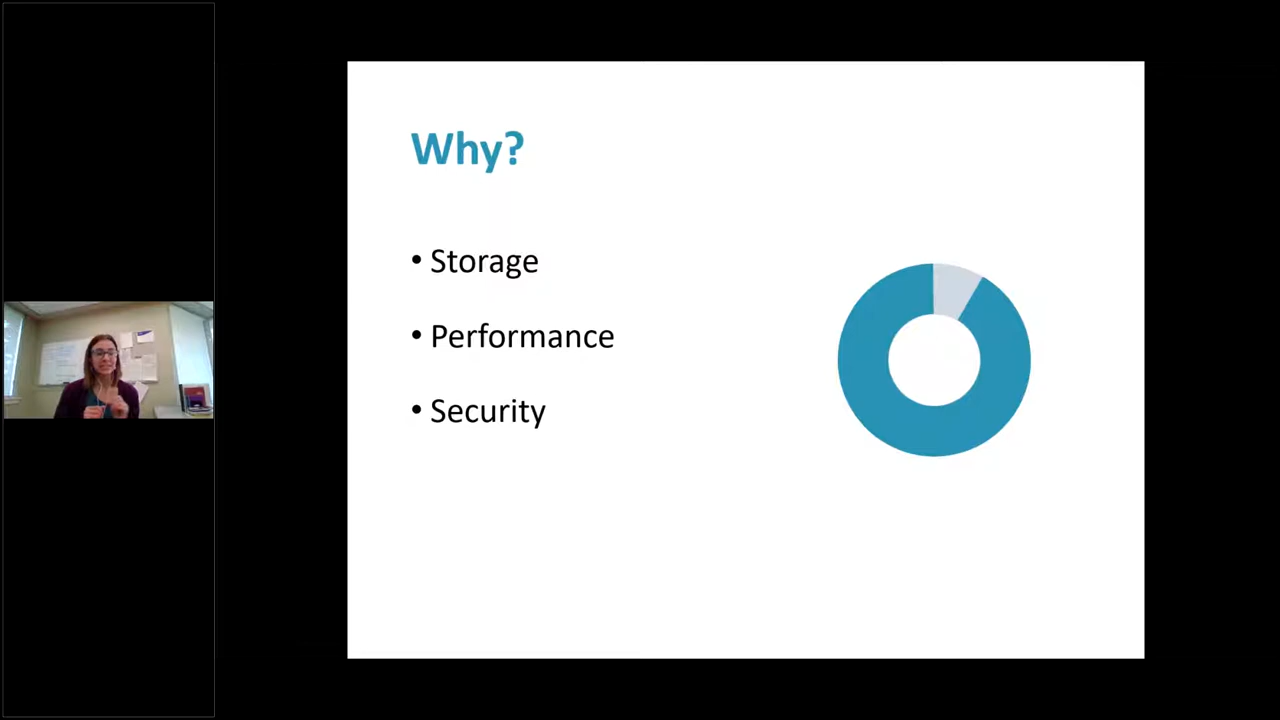 Why?
• Storage
• Performance
• Security